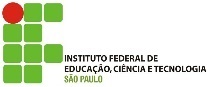 INSTITUTO FEDERAL DE
EDUCAÇÃO, CIÊNCIA E TECNOLOGIA
SÃO PAULO